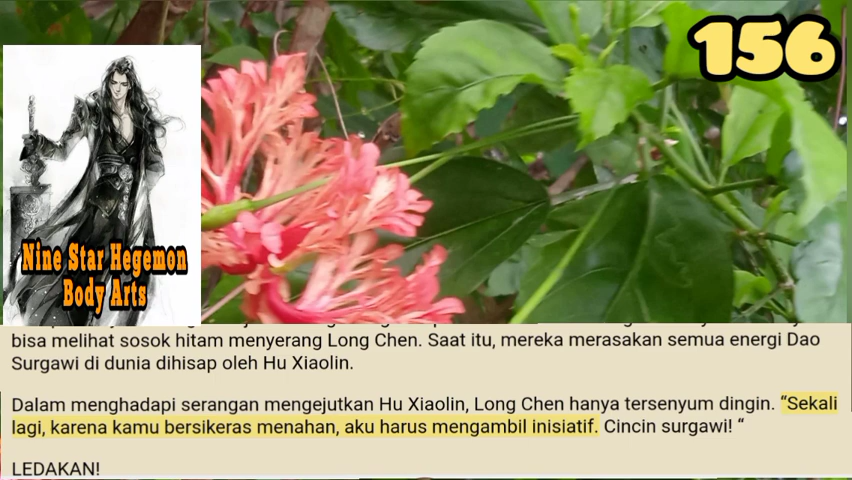 156
Nine Star Hegemon
Body Arts
bisa melihat sosok hitam menyerang Long Chen. Saat itu, mereka merasakan semua energi Dao
Surgawi di dunia dihisap oleh Hu Xiaolin.
Dalam menghadapi serangan mengejutkan Hu Xiaolin, Long Chen hanya tersenyum dingin. “Sekali
lagi, karena kamu bersikeras menahan, aku harus mengambil inisiatif. Cincin surgawi! “
LEDAKAN!